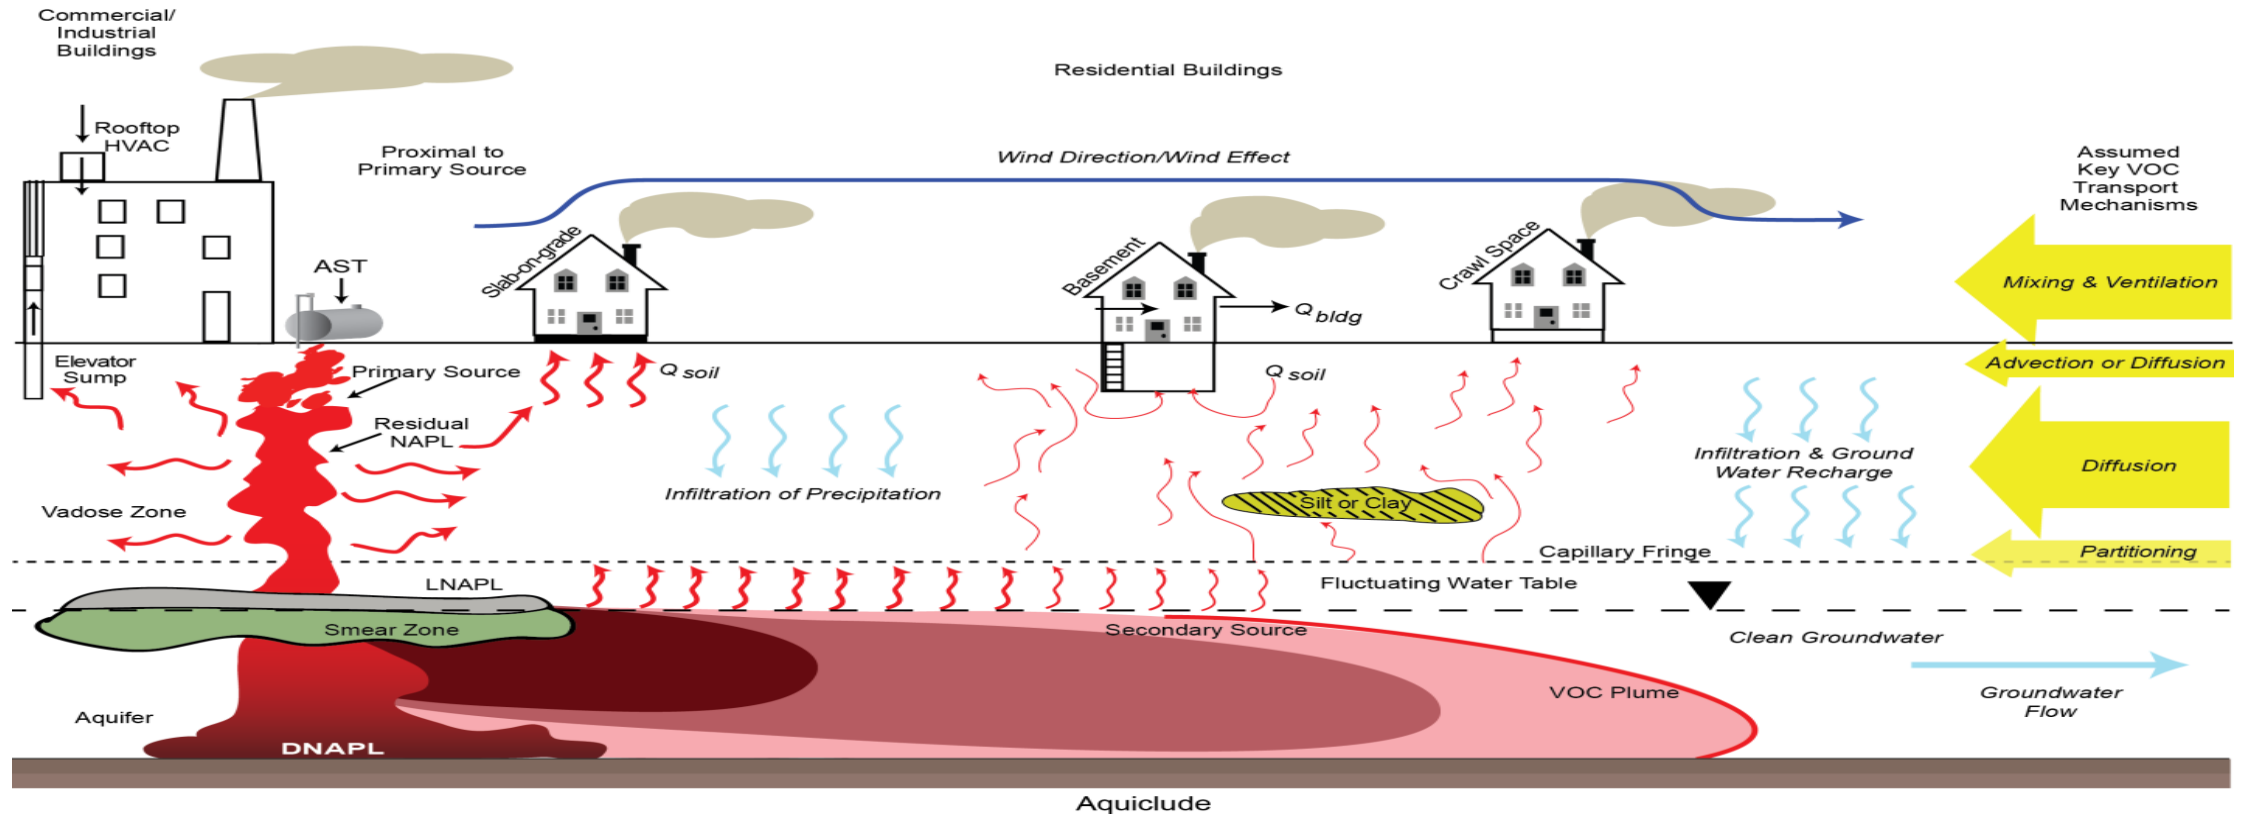 Commercial/
Industrial
Buildings
Rooftop
HVAC
Proximal to
Primary Source
Residential Buildings
Wind Direction/Wind Effect
Assumed
Key VOC
Transport
Mechanisms
AST
Slab-on-grade
Basement
Crawl Space
Q bldg
Mixing & Ventilation
Elevator
Sump
Primary Source
Q soil
Q soil
Advection or Diffusion
Residual
NAPL
Infiltration of Precipitation
Infiltration & Ground
Water Recharge
Diffusion
Silt or Clay
Vadose Zone
Capillary Fringe
Partitioning
LNAPL
Fluctuating Water Table
Smear Zone
Secondary Source
Clean Groundwater
VOC Plume
Groundwater
Flow
Aquifer
DNAPL
Aquiclude